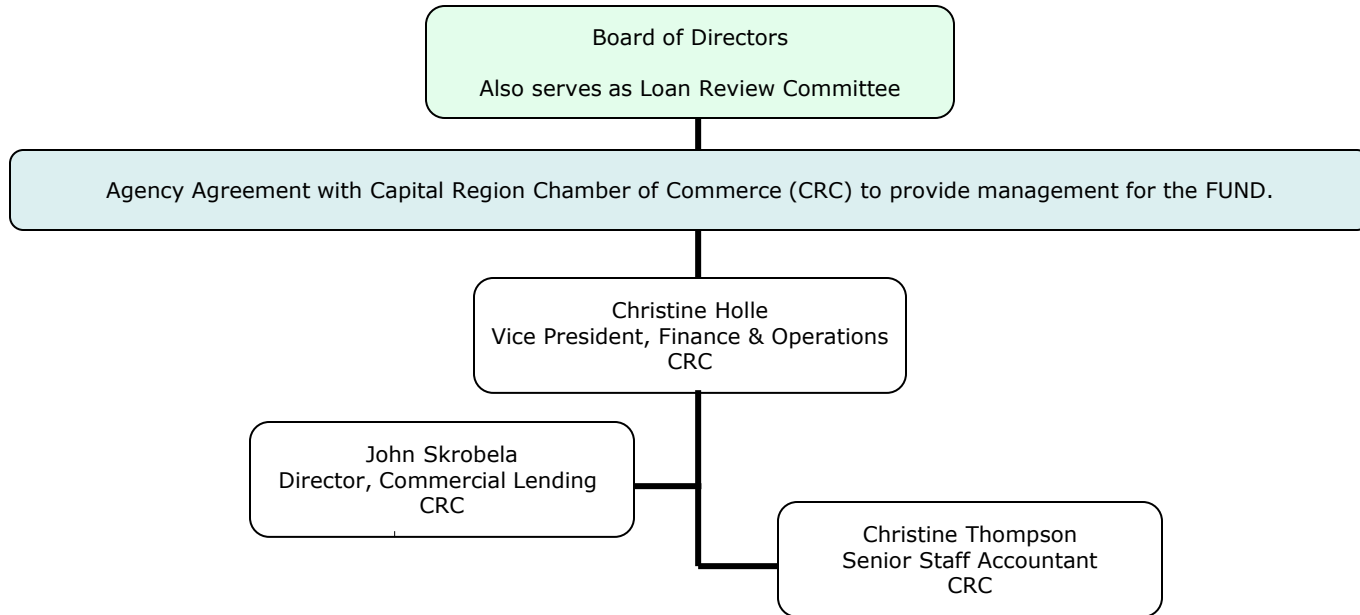 Board of Directors
Also serves as Loan Review Committee
Agency Agreement with Capital Region Chamber of Commerce (CRC) to provide management for the FUND.
Christine Holle
Vice President, Finance & Operations
CRC
John Skrobela
Director, Commercial Lending
CRC
Christine Thompson
Senior Staff Accountant
CRC